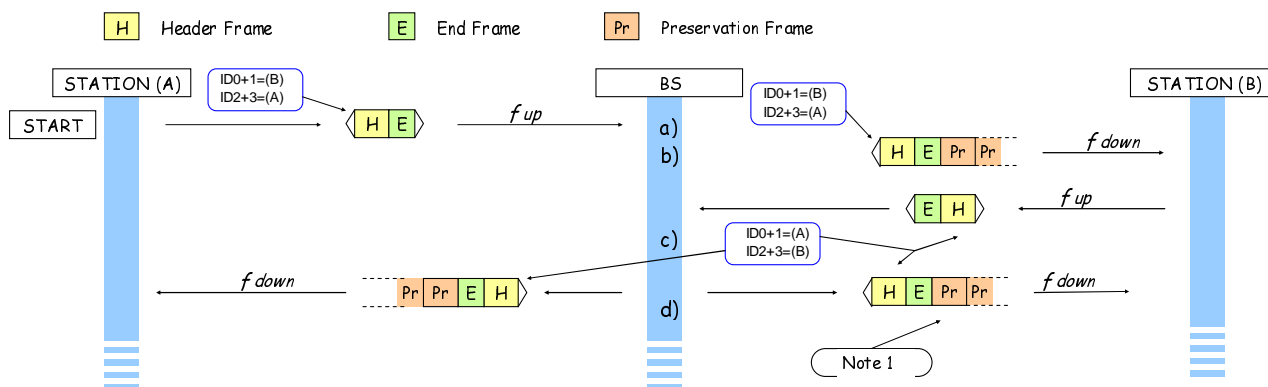 H Header Frame E End Frame Pr Preservation Frame
STATION (A) BS STATION (B)
ID0+1=(B)
ID2+3=(A)
ID0+1=(B)
ID2+3=(A)
START H E f up a)
b) H E Pr Pr f down
E H f up
c) ID0+1=(A)
ID2+3=(B)
f down Pr Pr E H H E Pr Pr f down
d)
Note 1